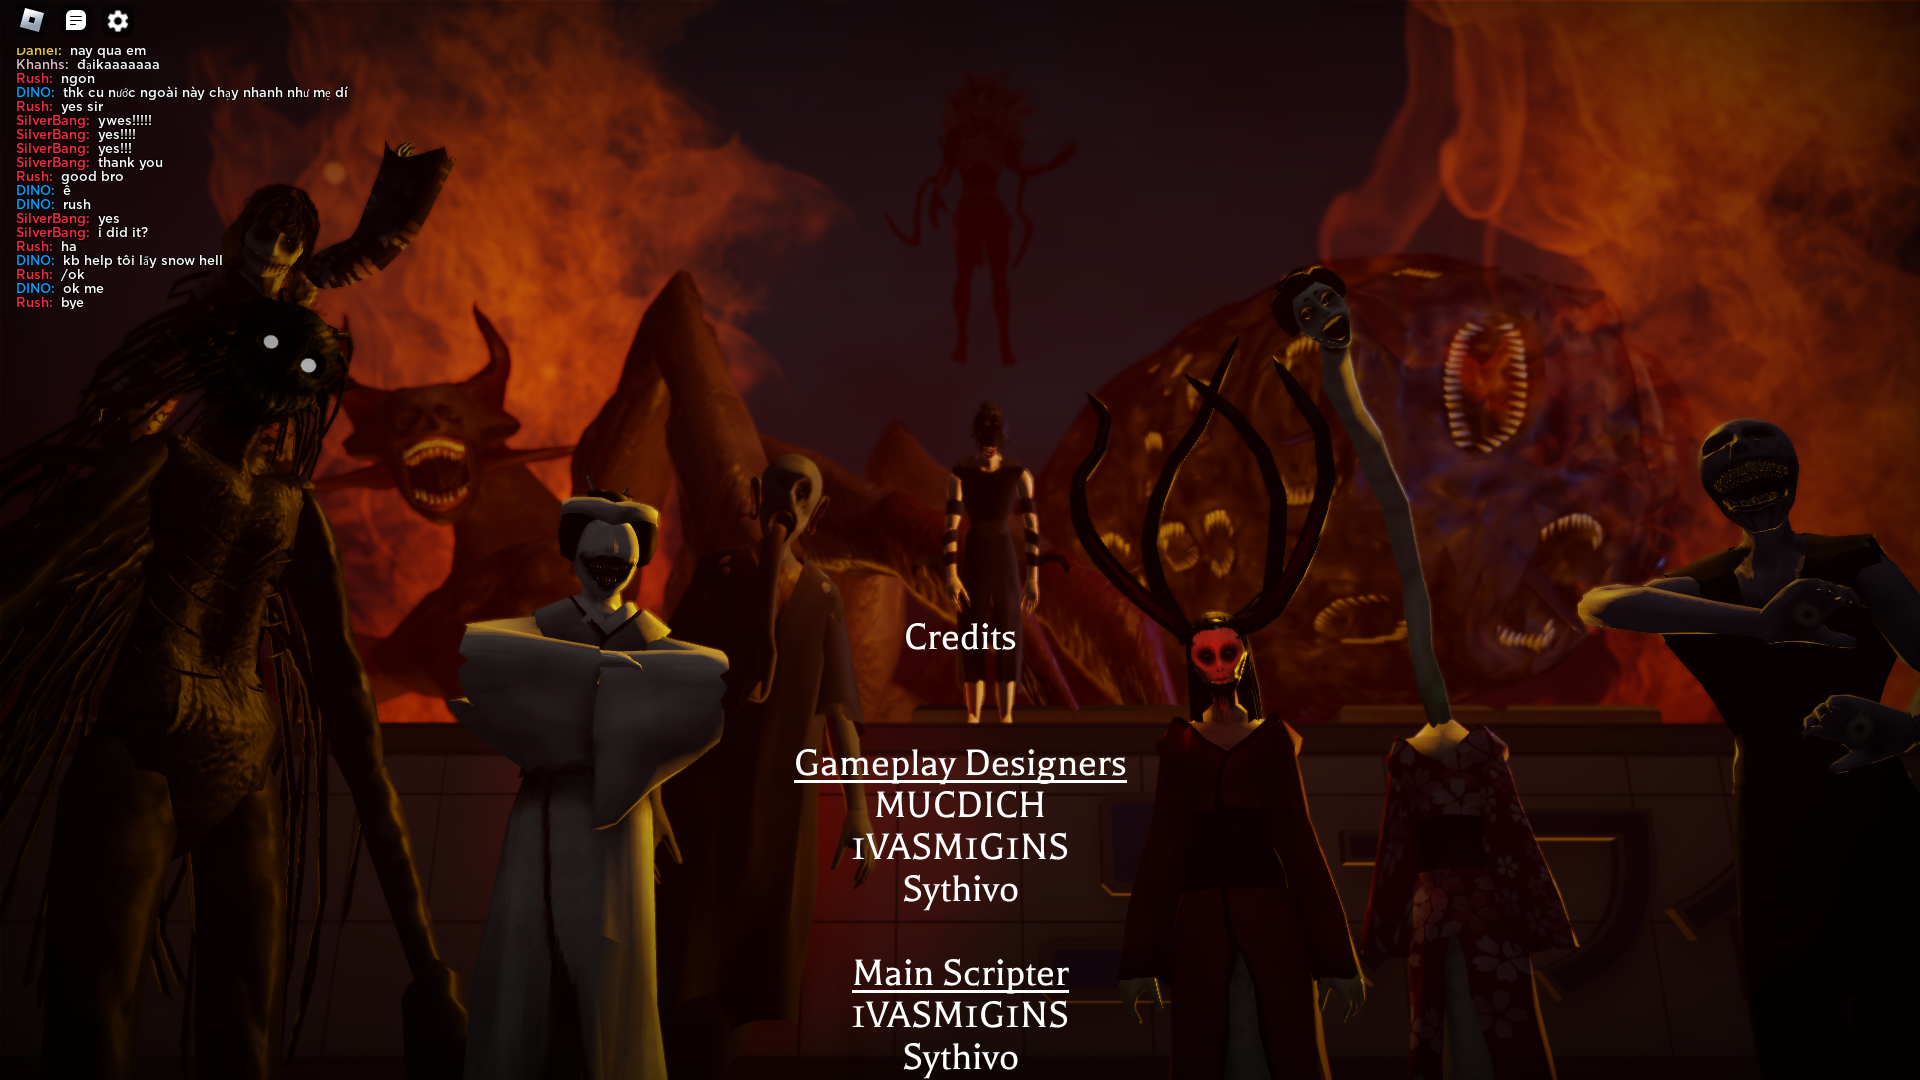 Daniel: nay qua em
Khanhs: đạikaaaaaaa
Rush: ngon
DINO: thk cu nước ngoài này chạy nhanh như mẹ dí
Rush: yes sir
SilverBang: ywes!!!!!
SilverBang: yes!!!!
SilverBang: yes!!!
SilverBang: thank you
Rush: good bro
DINO: ê
DINO: rush
SilverBang: yes
SilverBang: i did it?
Rush: ha
DINO: kb help tôi lấy snow hell
Rush: /ok
DINO: ok me
Rush: bye
Credits
Gameplay Designers
MUCDICH
1VASM1G1NS
Sythivo
Main Scripter
1VASM1G1NS
Sythivo